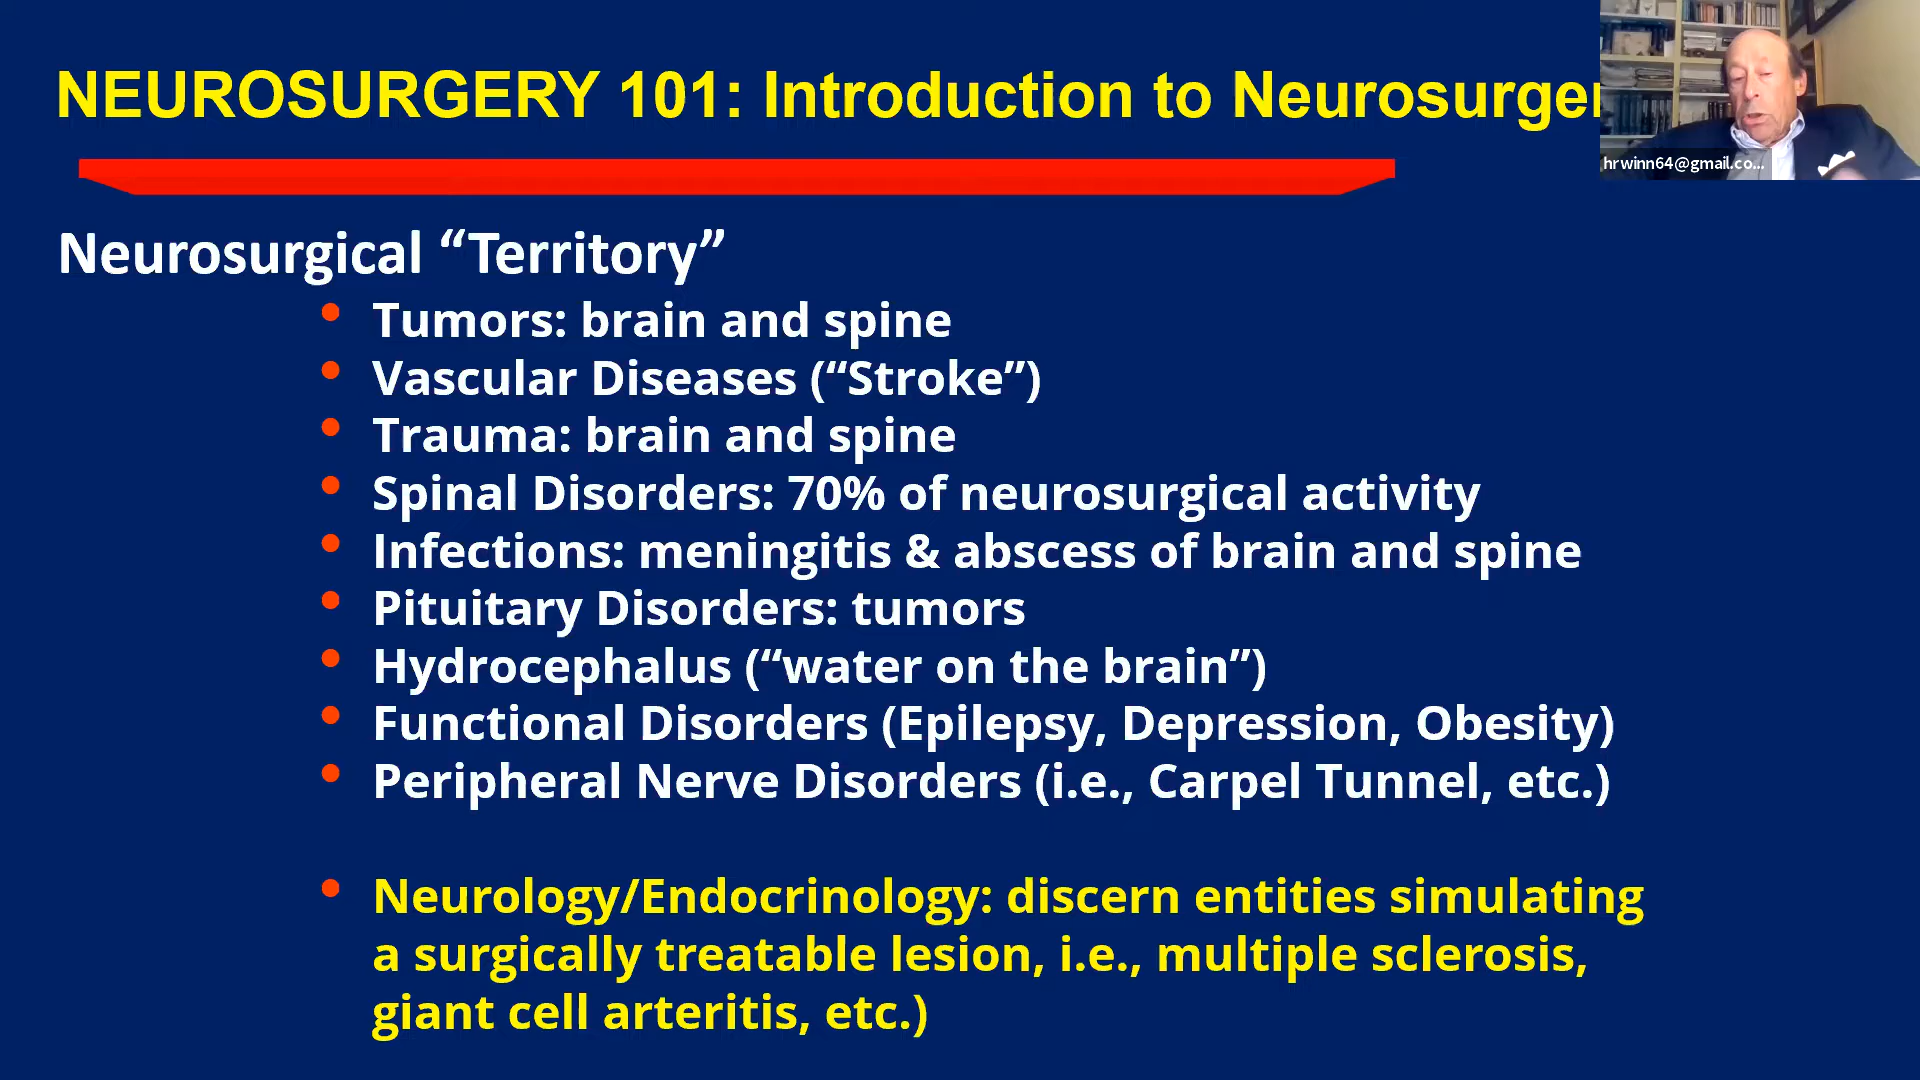 NEUROSURGERY 101: Introduction to Neurosurger
hrwinn64@gmail.co...
Neurosurgical “Territory”
• Tumors: brain and spine
• Vascular Diseases (“Stroke”)
• Trauma: brain and spine
• Spinal Disorders: 70% of neurosurgical activity
• Infections: meningitis & abscess of brain and spine
• Pituitary Disorders: tumors
• Hydrocephalus (“water on the brain”)
• Functional Disorders (Epilepsy, Depression, Obesity)
• Peripheral Nerve Disorders (i.e., Carpel Tunnel, etc.)
• Neurology/Endocrinology: discern entities simulating
a surgically treatable lesion, i.e., multiple sclerosis,
giant cell arteritis, etc.)